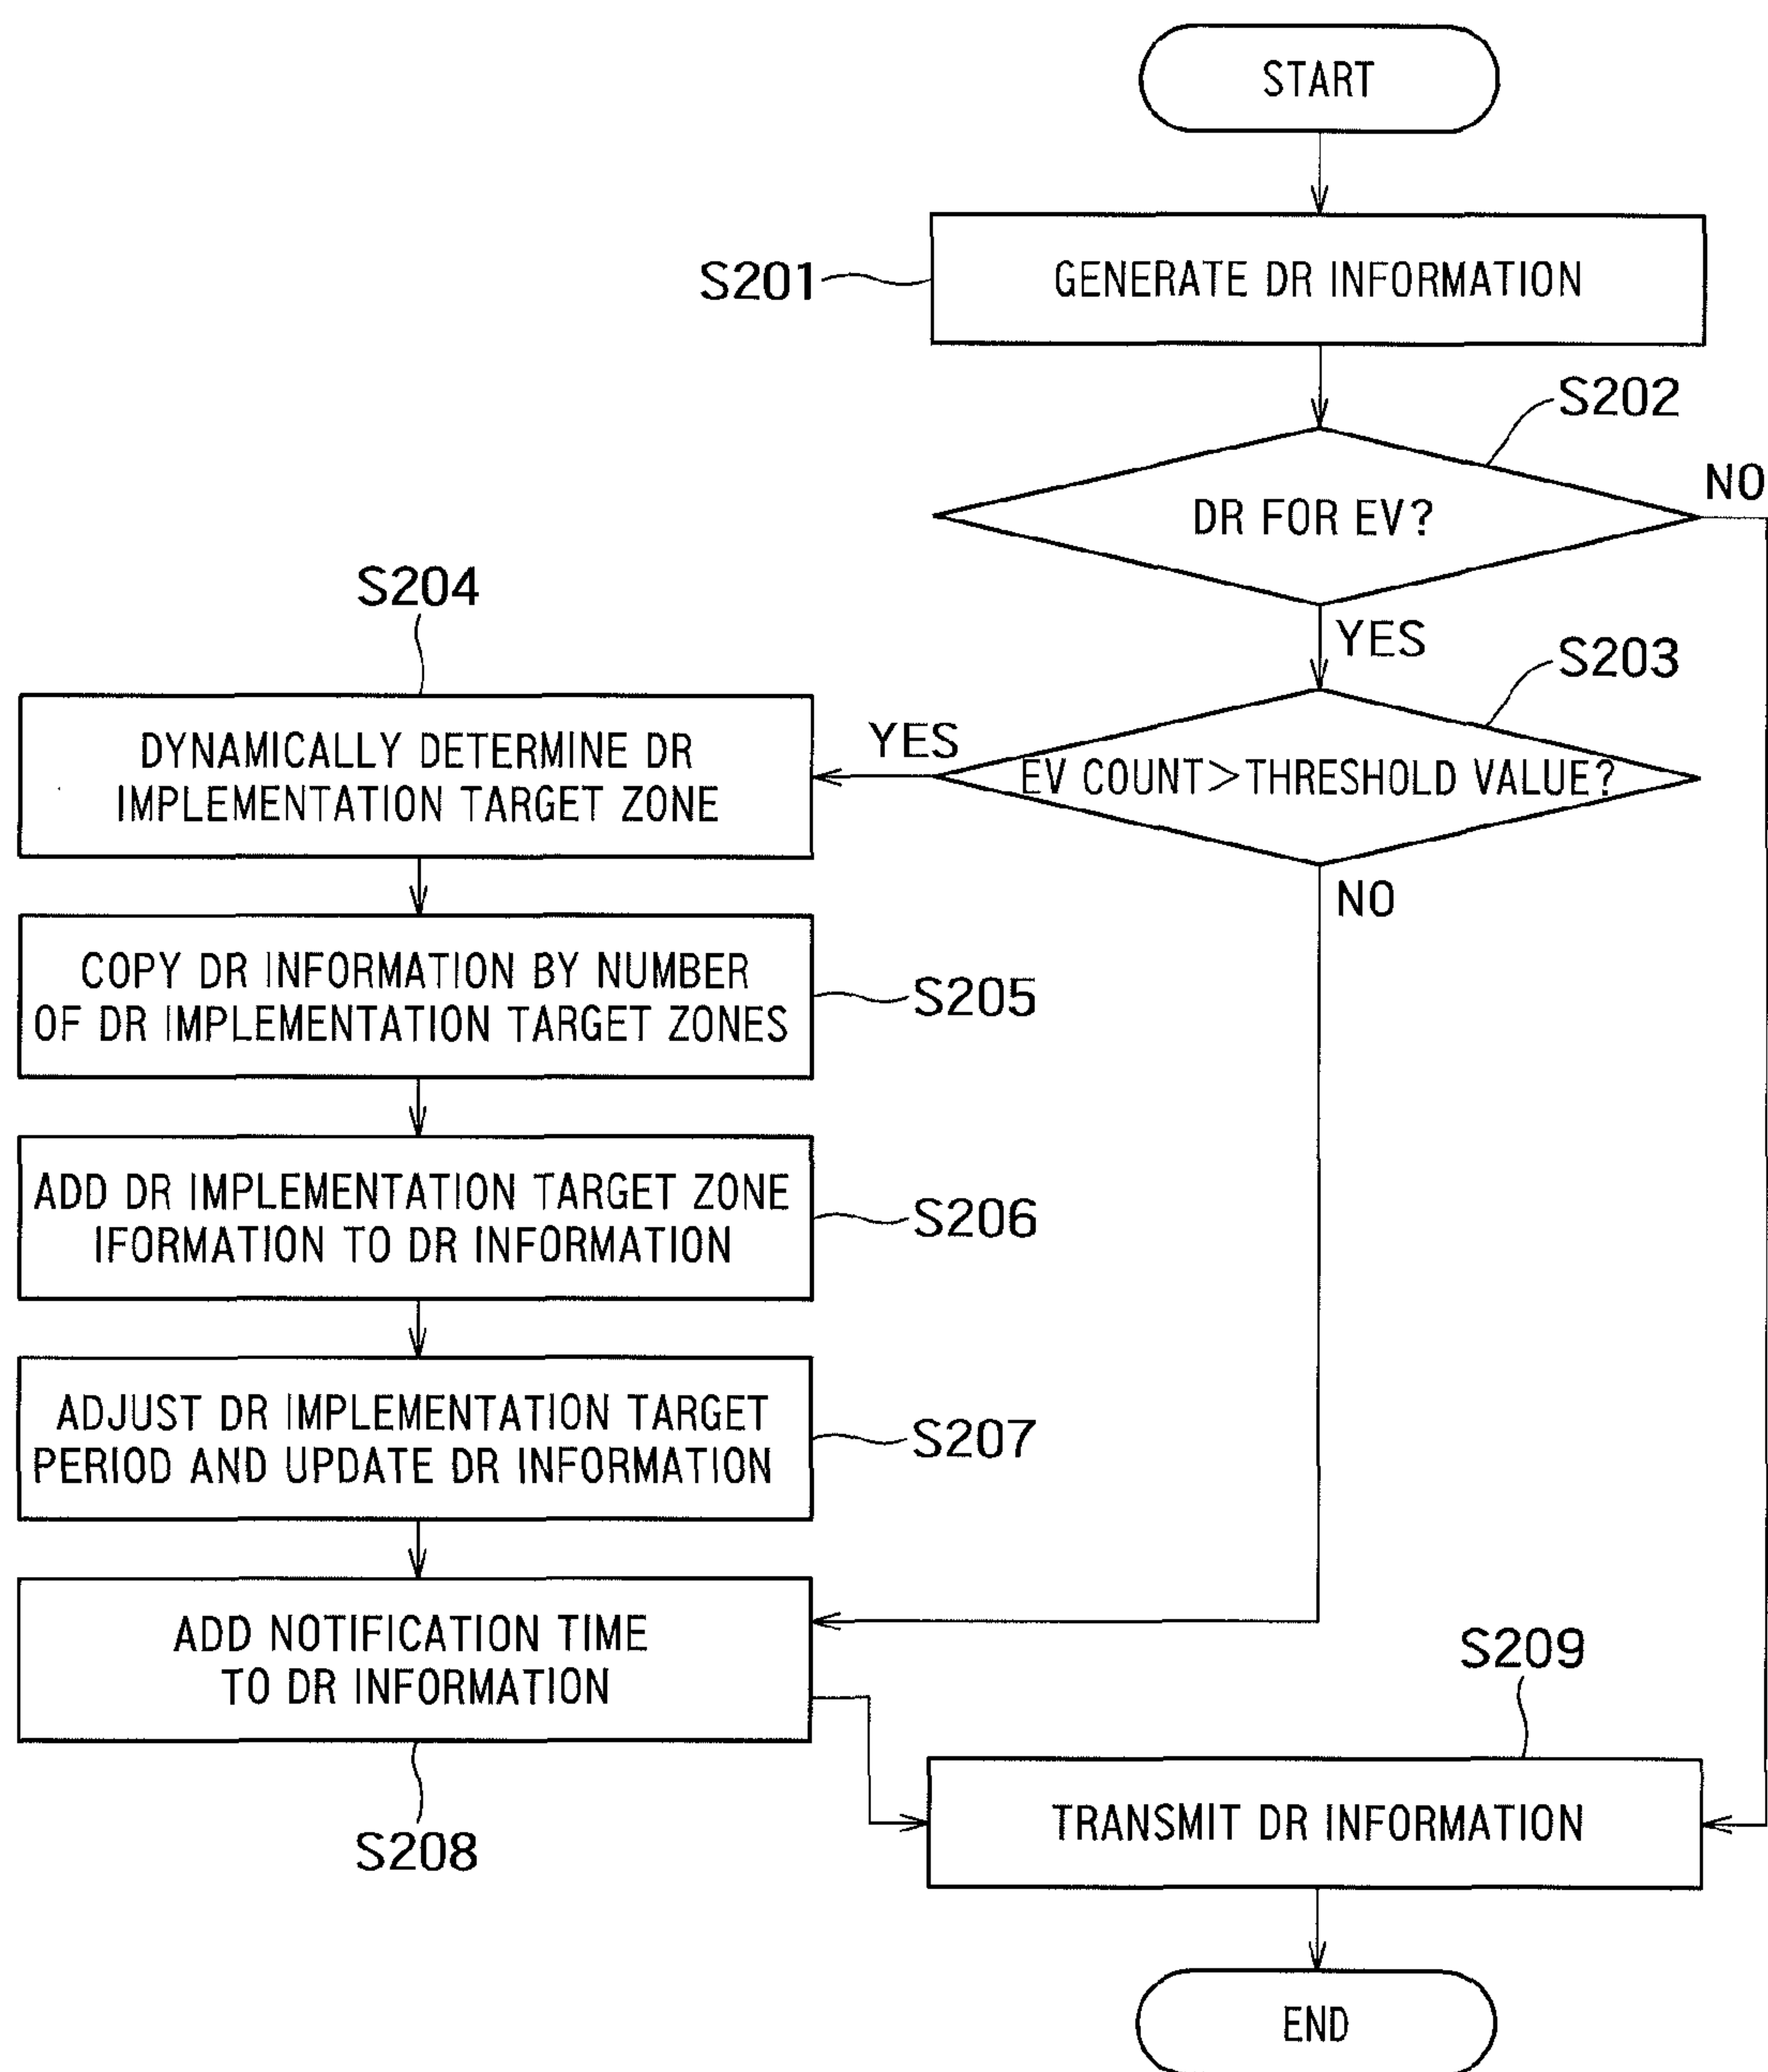 START
S201
GENERATE DR INFORMATION
S202
DR FOR EV?
NO
YES
S203
EV COUNT>THRESHOLD VALUE?
YES
NO
S204
DYNAMICALLY DETERMINE DR
IMPLEMENTATION TARGET ZONE
COPY DR INFORMATION BY NUMBER
OF DR IMPLEMENTATION TARGET ZONES
S205
ADD DR IMPLEMENTATION TARGET ZONE
IFORMATION TO DR INFORMATION
S206
ADJUST DR IMPLEMENTATION TARGET
PERIOD AND UPDATE DR INFORMATION
S207
ADD NOTIFICATION TIME
TO DR INFORMATION
S208
S209
TRANSMIT DR INFORMATION
END